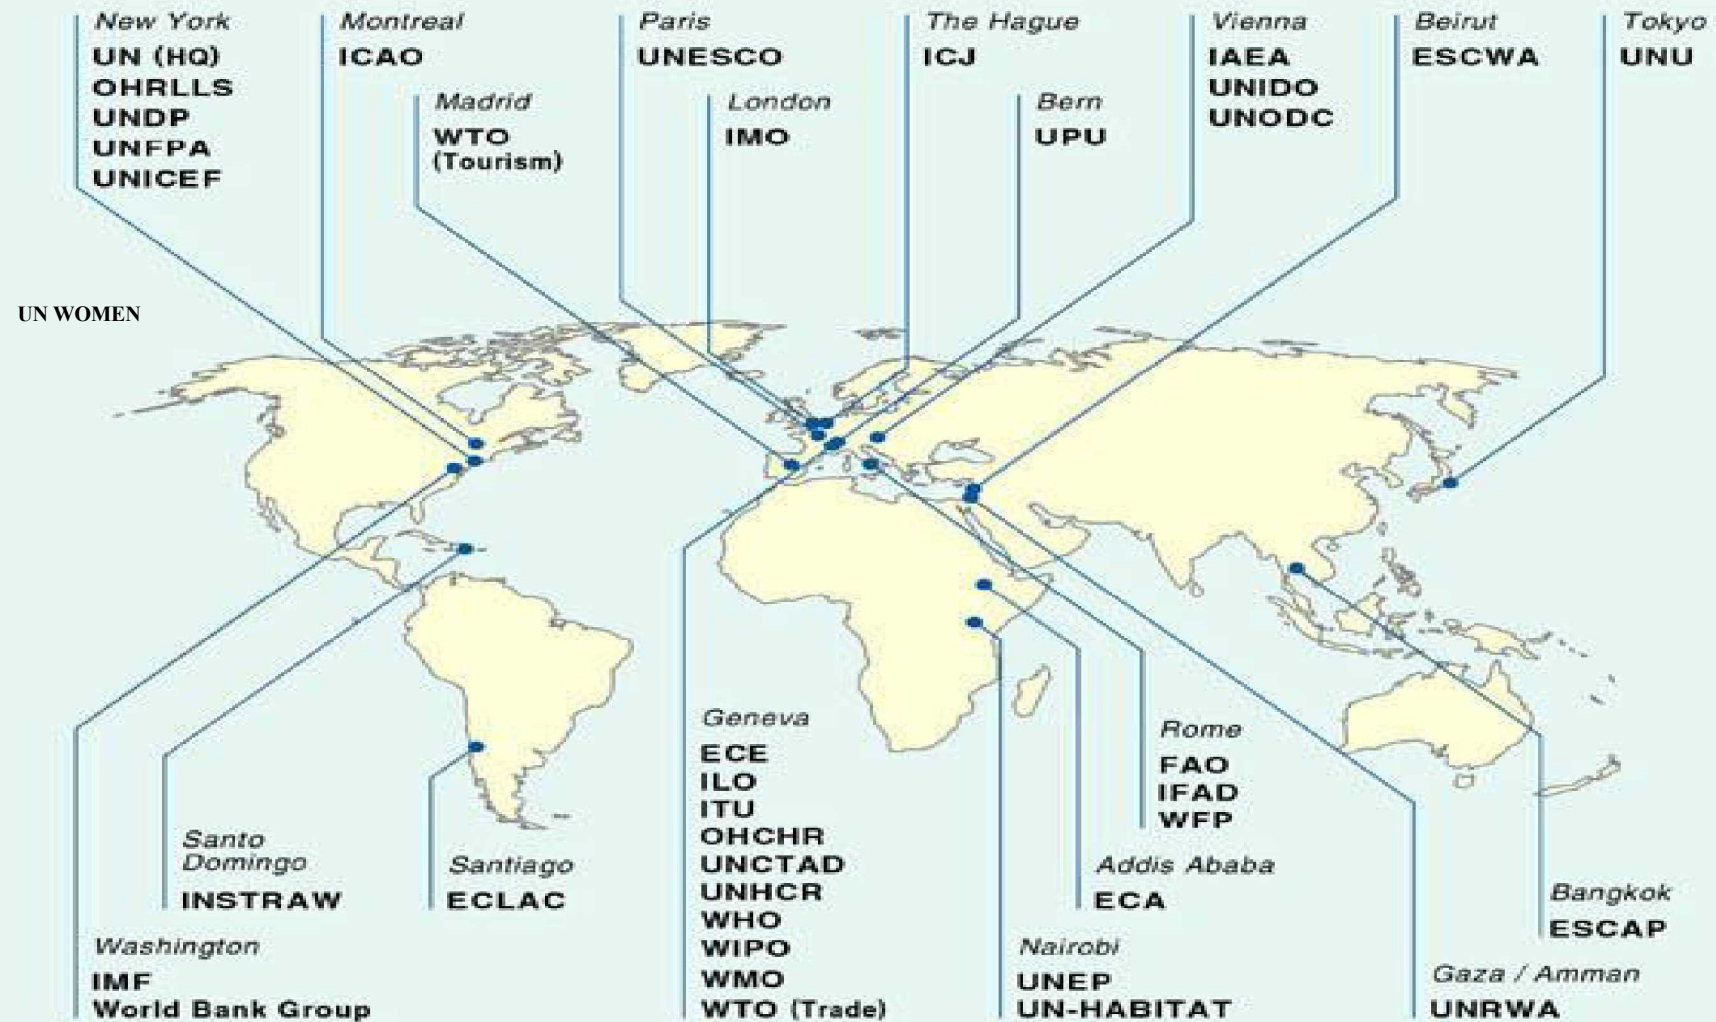 New York
UN (HQ)
OHRLLS
UNDP
UNFPA
UNICEF
Montreal
ICAO
Madrid
WTO
(Tourism)
Paris
UNESCO
London
IMO
The Hague
ICJ
Bern
UPU
Vienna
IAEA
UNIDO
UNODC
Beirut
ESCWA
Tokyo
UNU
UN WOMEN
Washington
IMF
World Bank Group
Santo
Domingo
INSTRAW
Santiago
ECLAC
Geneva
ECE
ILO
ITU
OHCHR
UNCTAD
UNHCR
WHO
WIPO
WMO
WTO (Trade)
Nairobi
UNEP
UN-HABITAT
Addis Ababa
ECA
Rome
FAO
IFAD
WFP
Gaza / Amman
UNRWA
Bangkok
ESCAP